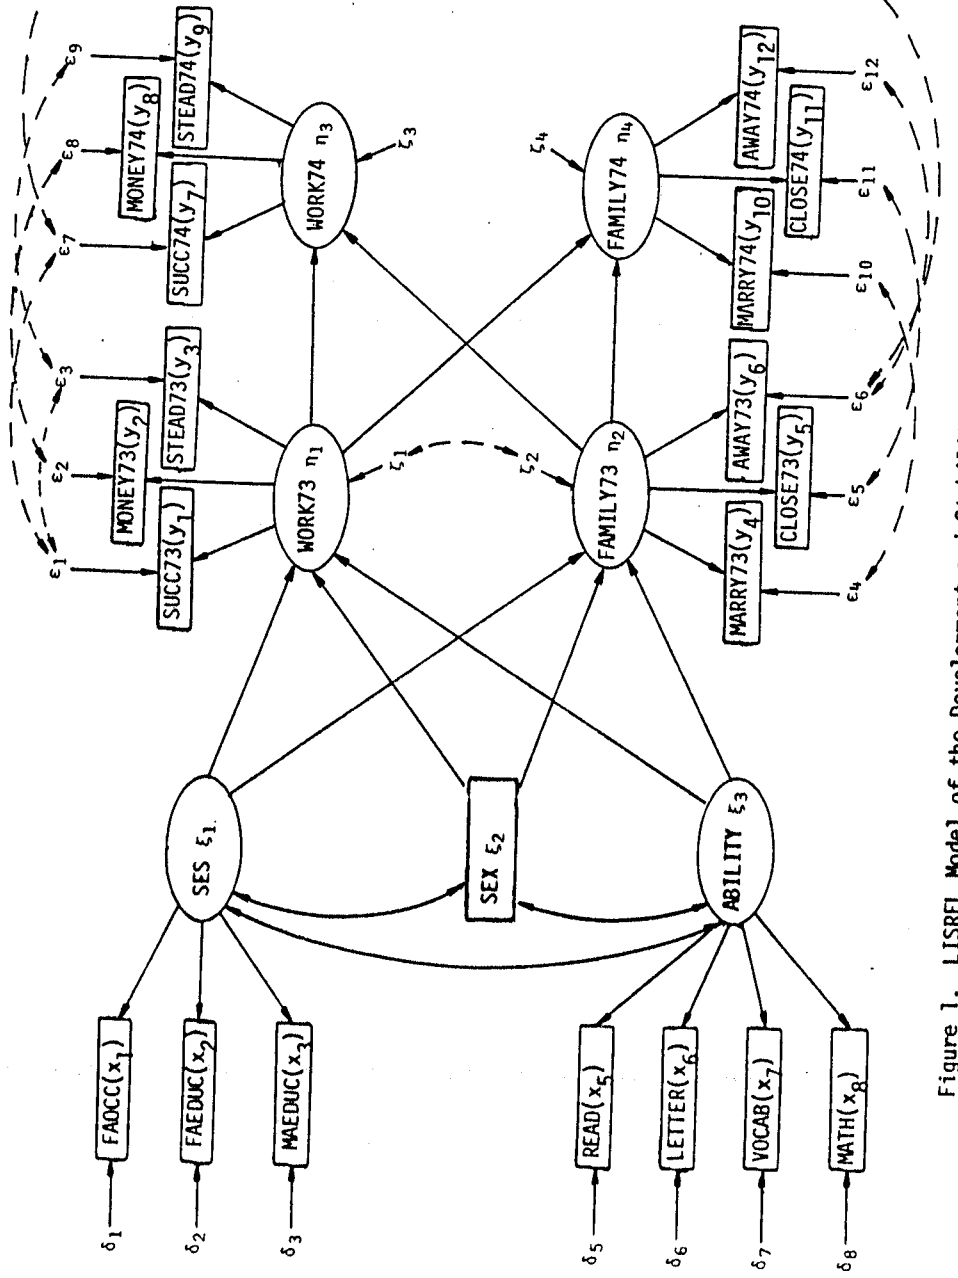 δ1
δ2
δ3
δ5
δ6
δ7
δ8
FAOCC(x1)
FAEDUC(x2)
MAEDUC(x3)
READ(x5)
LETTER(x6)
VOCAB(x7)
MATH(x8)
SES ξ1
SEX ξ2
ABILITY ξ3
ε1
ε2
ε3
SUCC73(y1)
MONEY73(y2)
STEAD73(y3)
WORK73 η1
ζ1
ζ2
FAMILY73 η2
MARRY73(y4)
CLOSE73(y5)
AWAY73(y6)
ε4
ε5
ε6
ε7
ε8
ε9
SUCC74(y7)
MONEY74(y8)
STEAD74(y9)
WORK74 η3
ζ3
ζ4
FAMILY74 η4
MARRY74(y10)
CLOSE74(y11)
AWAY74(y12)
ε10
ε11
ε12
Figure 1. LISREL Model of the Development